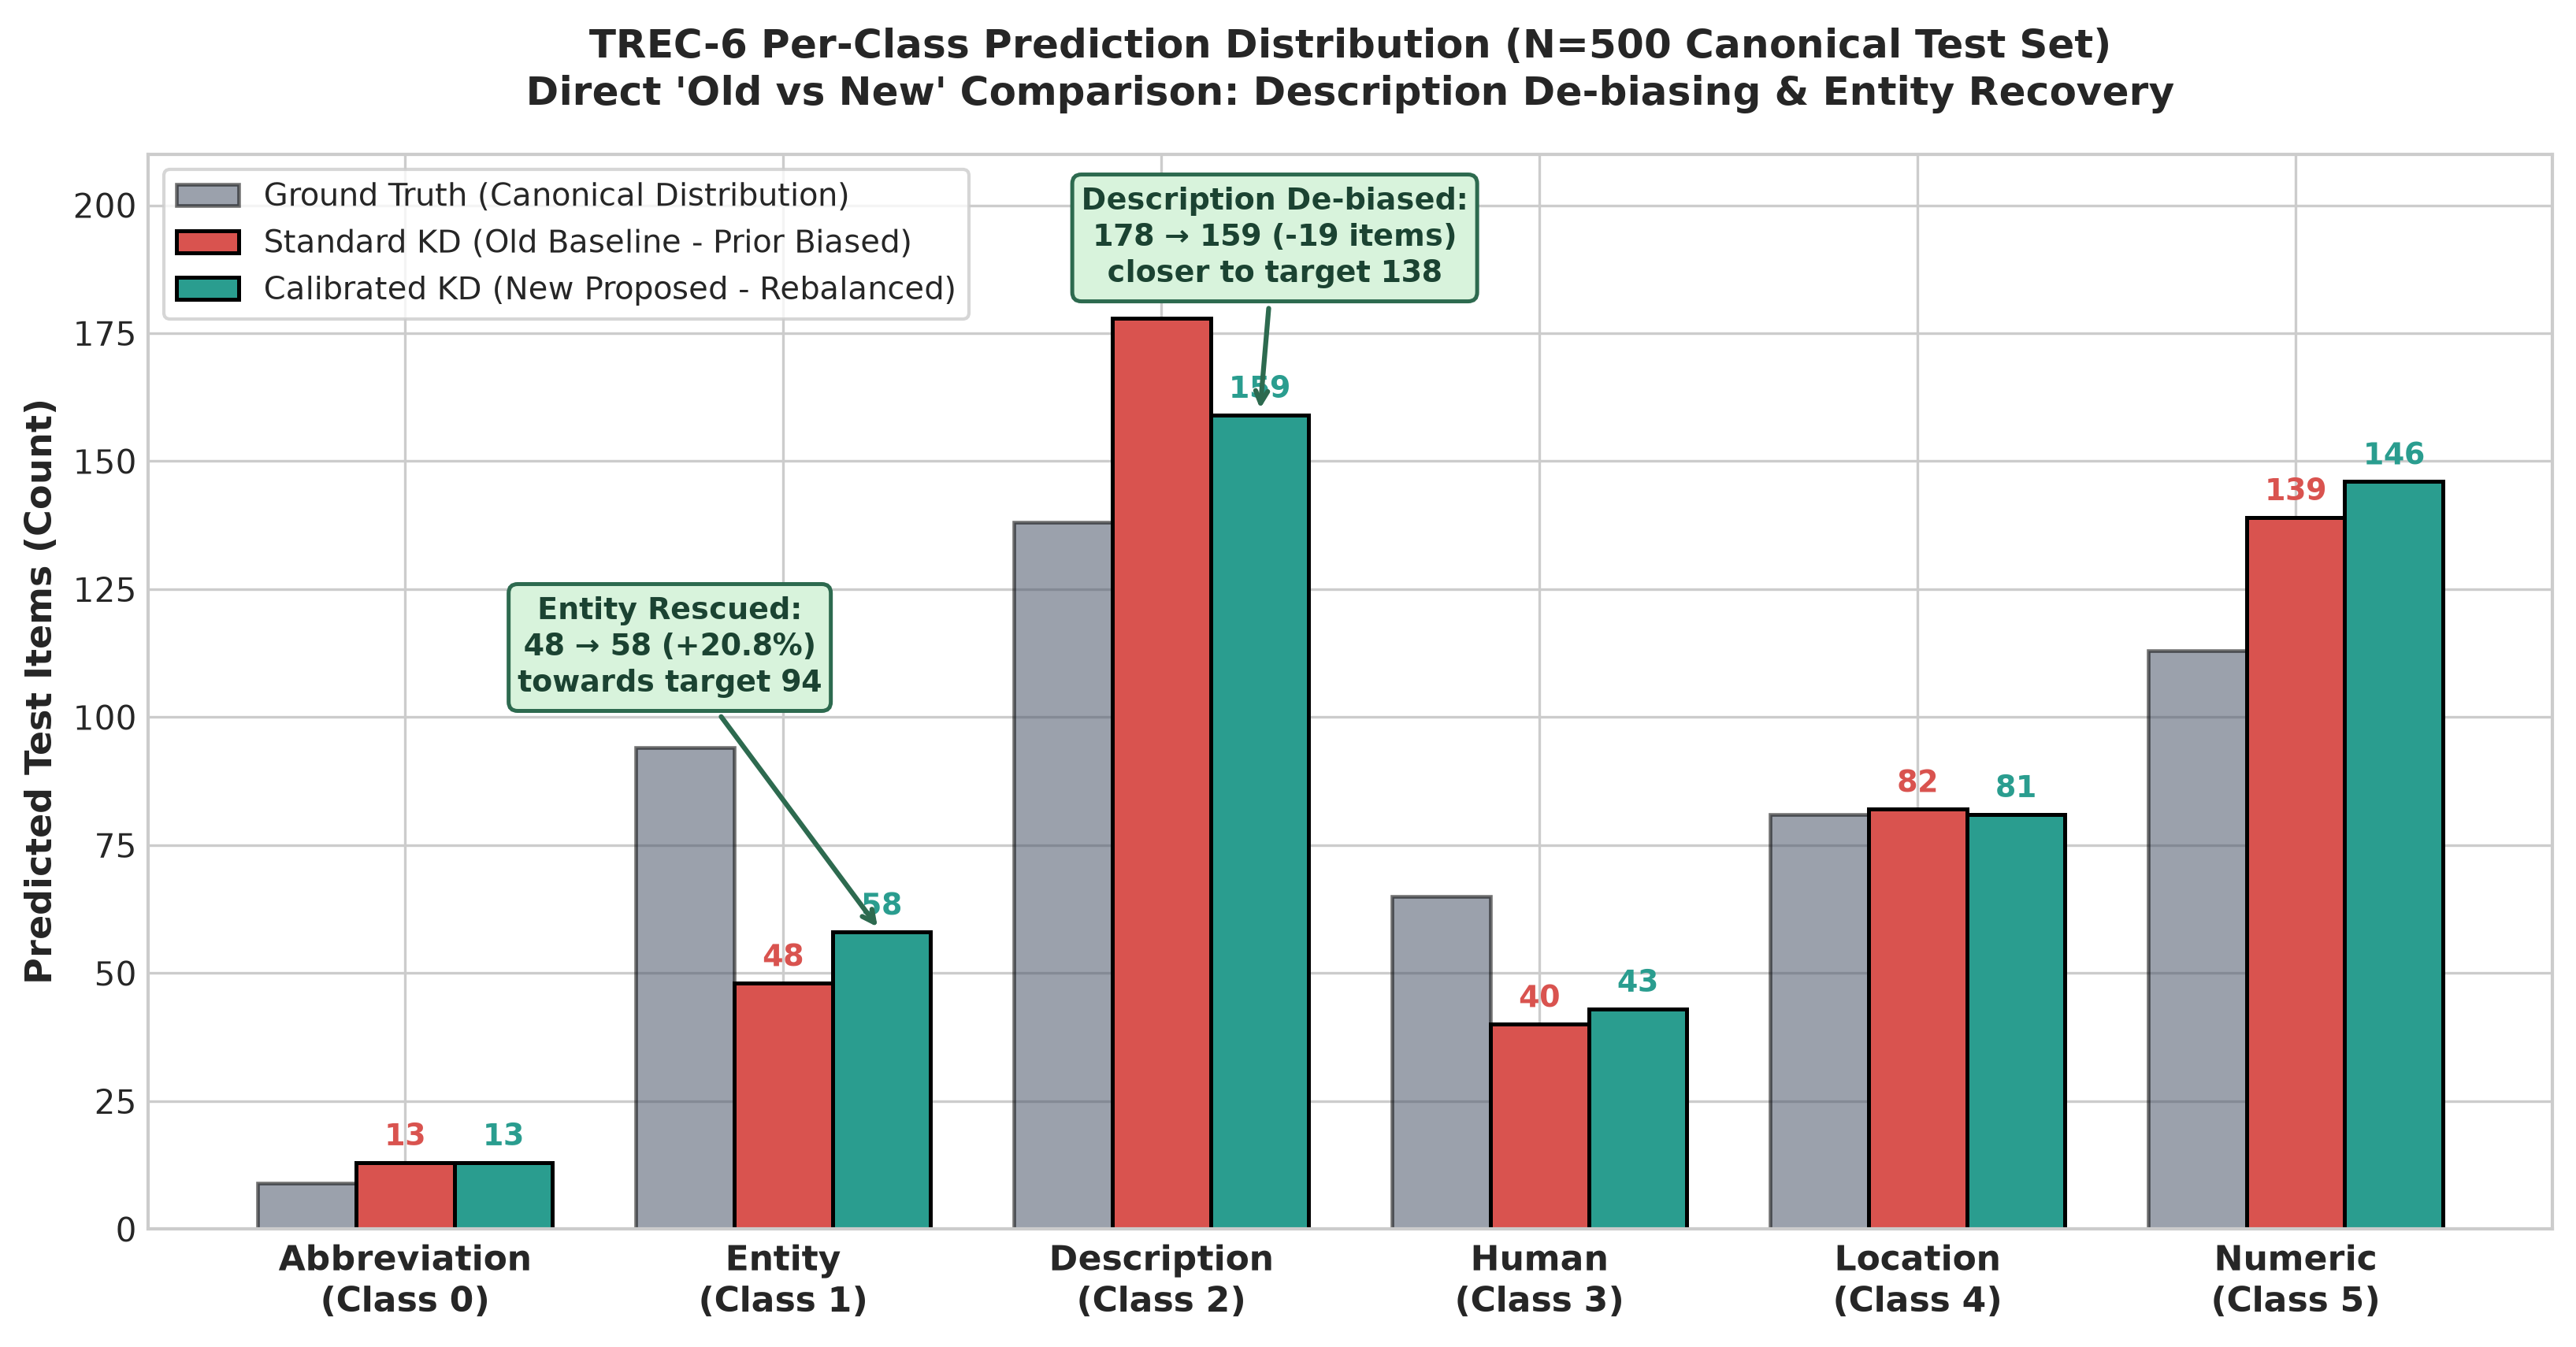 TREC-6 Per-Class Prediction Distribution (N=500 Canonical Test Set)
Direct 'Old vs New' Comparison: Description De-biasing & Entity Recovery
Predicted Test Items (Count)
200
175
150
125
100
75
50
25
0
Ground Truth (Canonical Distribution)
Standard KD (Old Baseline - Prior Biased)
Calibrated KD (New Proposed - Rebalanced)
Description De-biased:
178 → 159 (-19 items)
closer to target 138
Entity Rescued:
48 → 58 (+20.8%)
towards target 94
13
13
48
58
159
40
43
82
81
139
146
Abbreviation
(Class 0)
Entity
(Class 1)
Description
(Class 2)
Human
(Class 3)
Location
(Class 4)
Numeric
(Class 5)